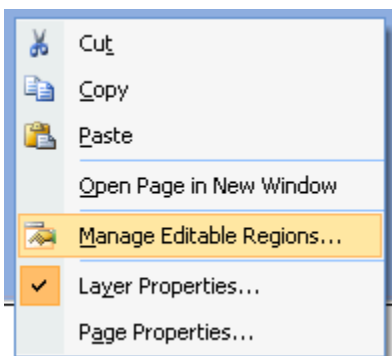 Cut
Copy
Paste
Open Page in New Window
Manage Editable Regions...
Layer Properties...
Page Properties...